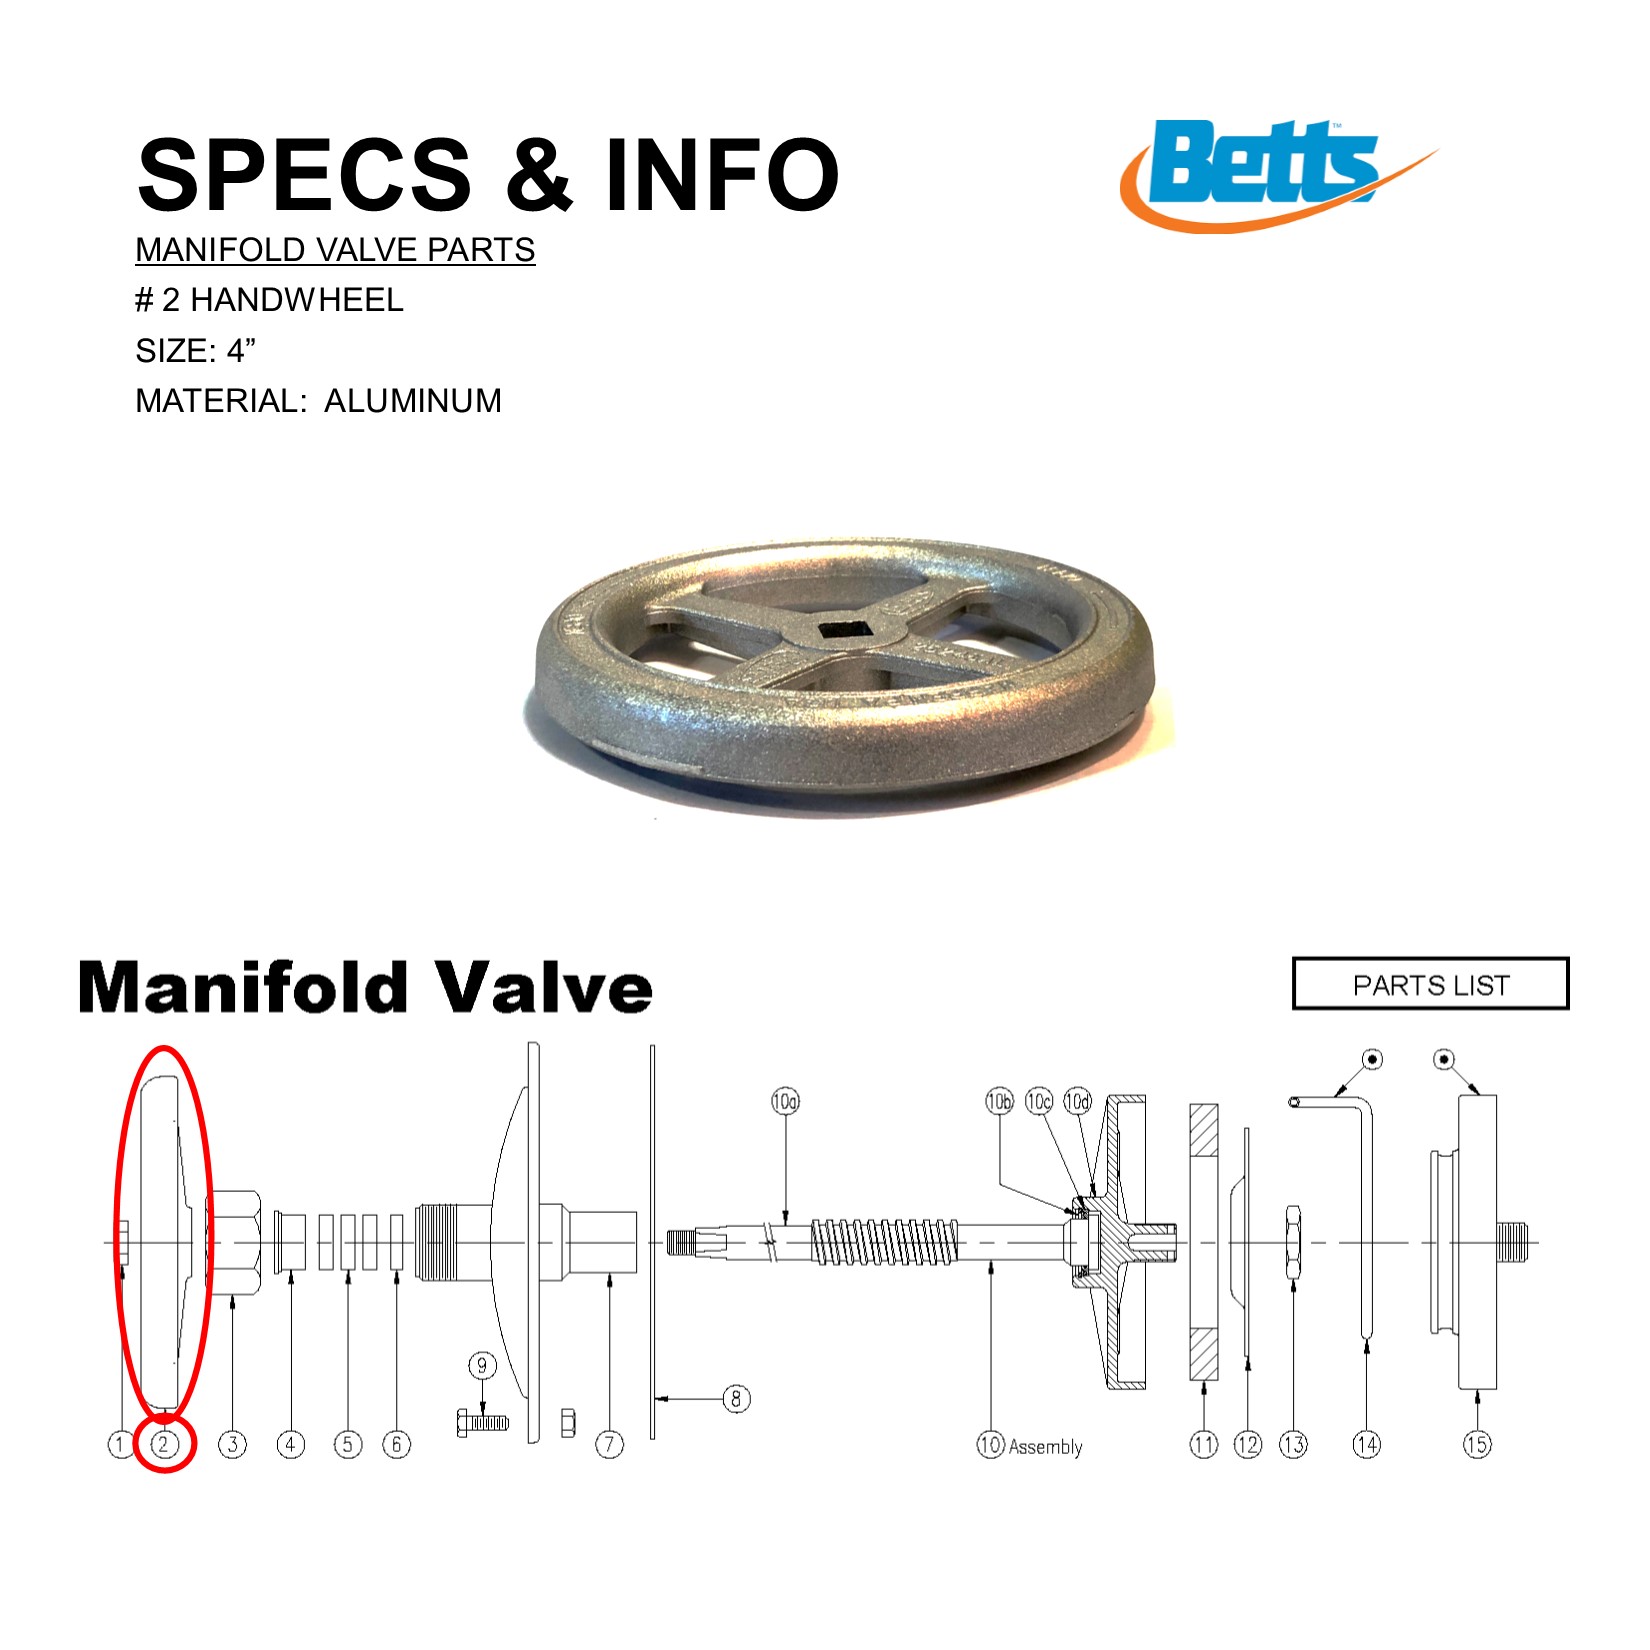 SPECS & INFO
Betts™
MANIFOLD VALVE PARTS
# 2 HANDWHEEL
SIZE: 4”
MATERIAL: ALUMINUM
Manifold Valve
PARTS LIST
10a
10b
10c
10d
9
8
1
2
3
4
5
6
7
10 Assembly
11
12
13
14
15